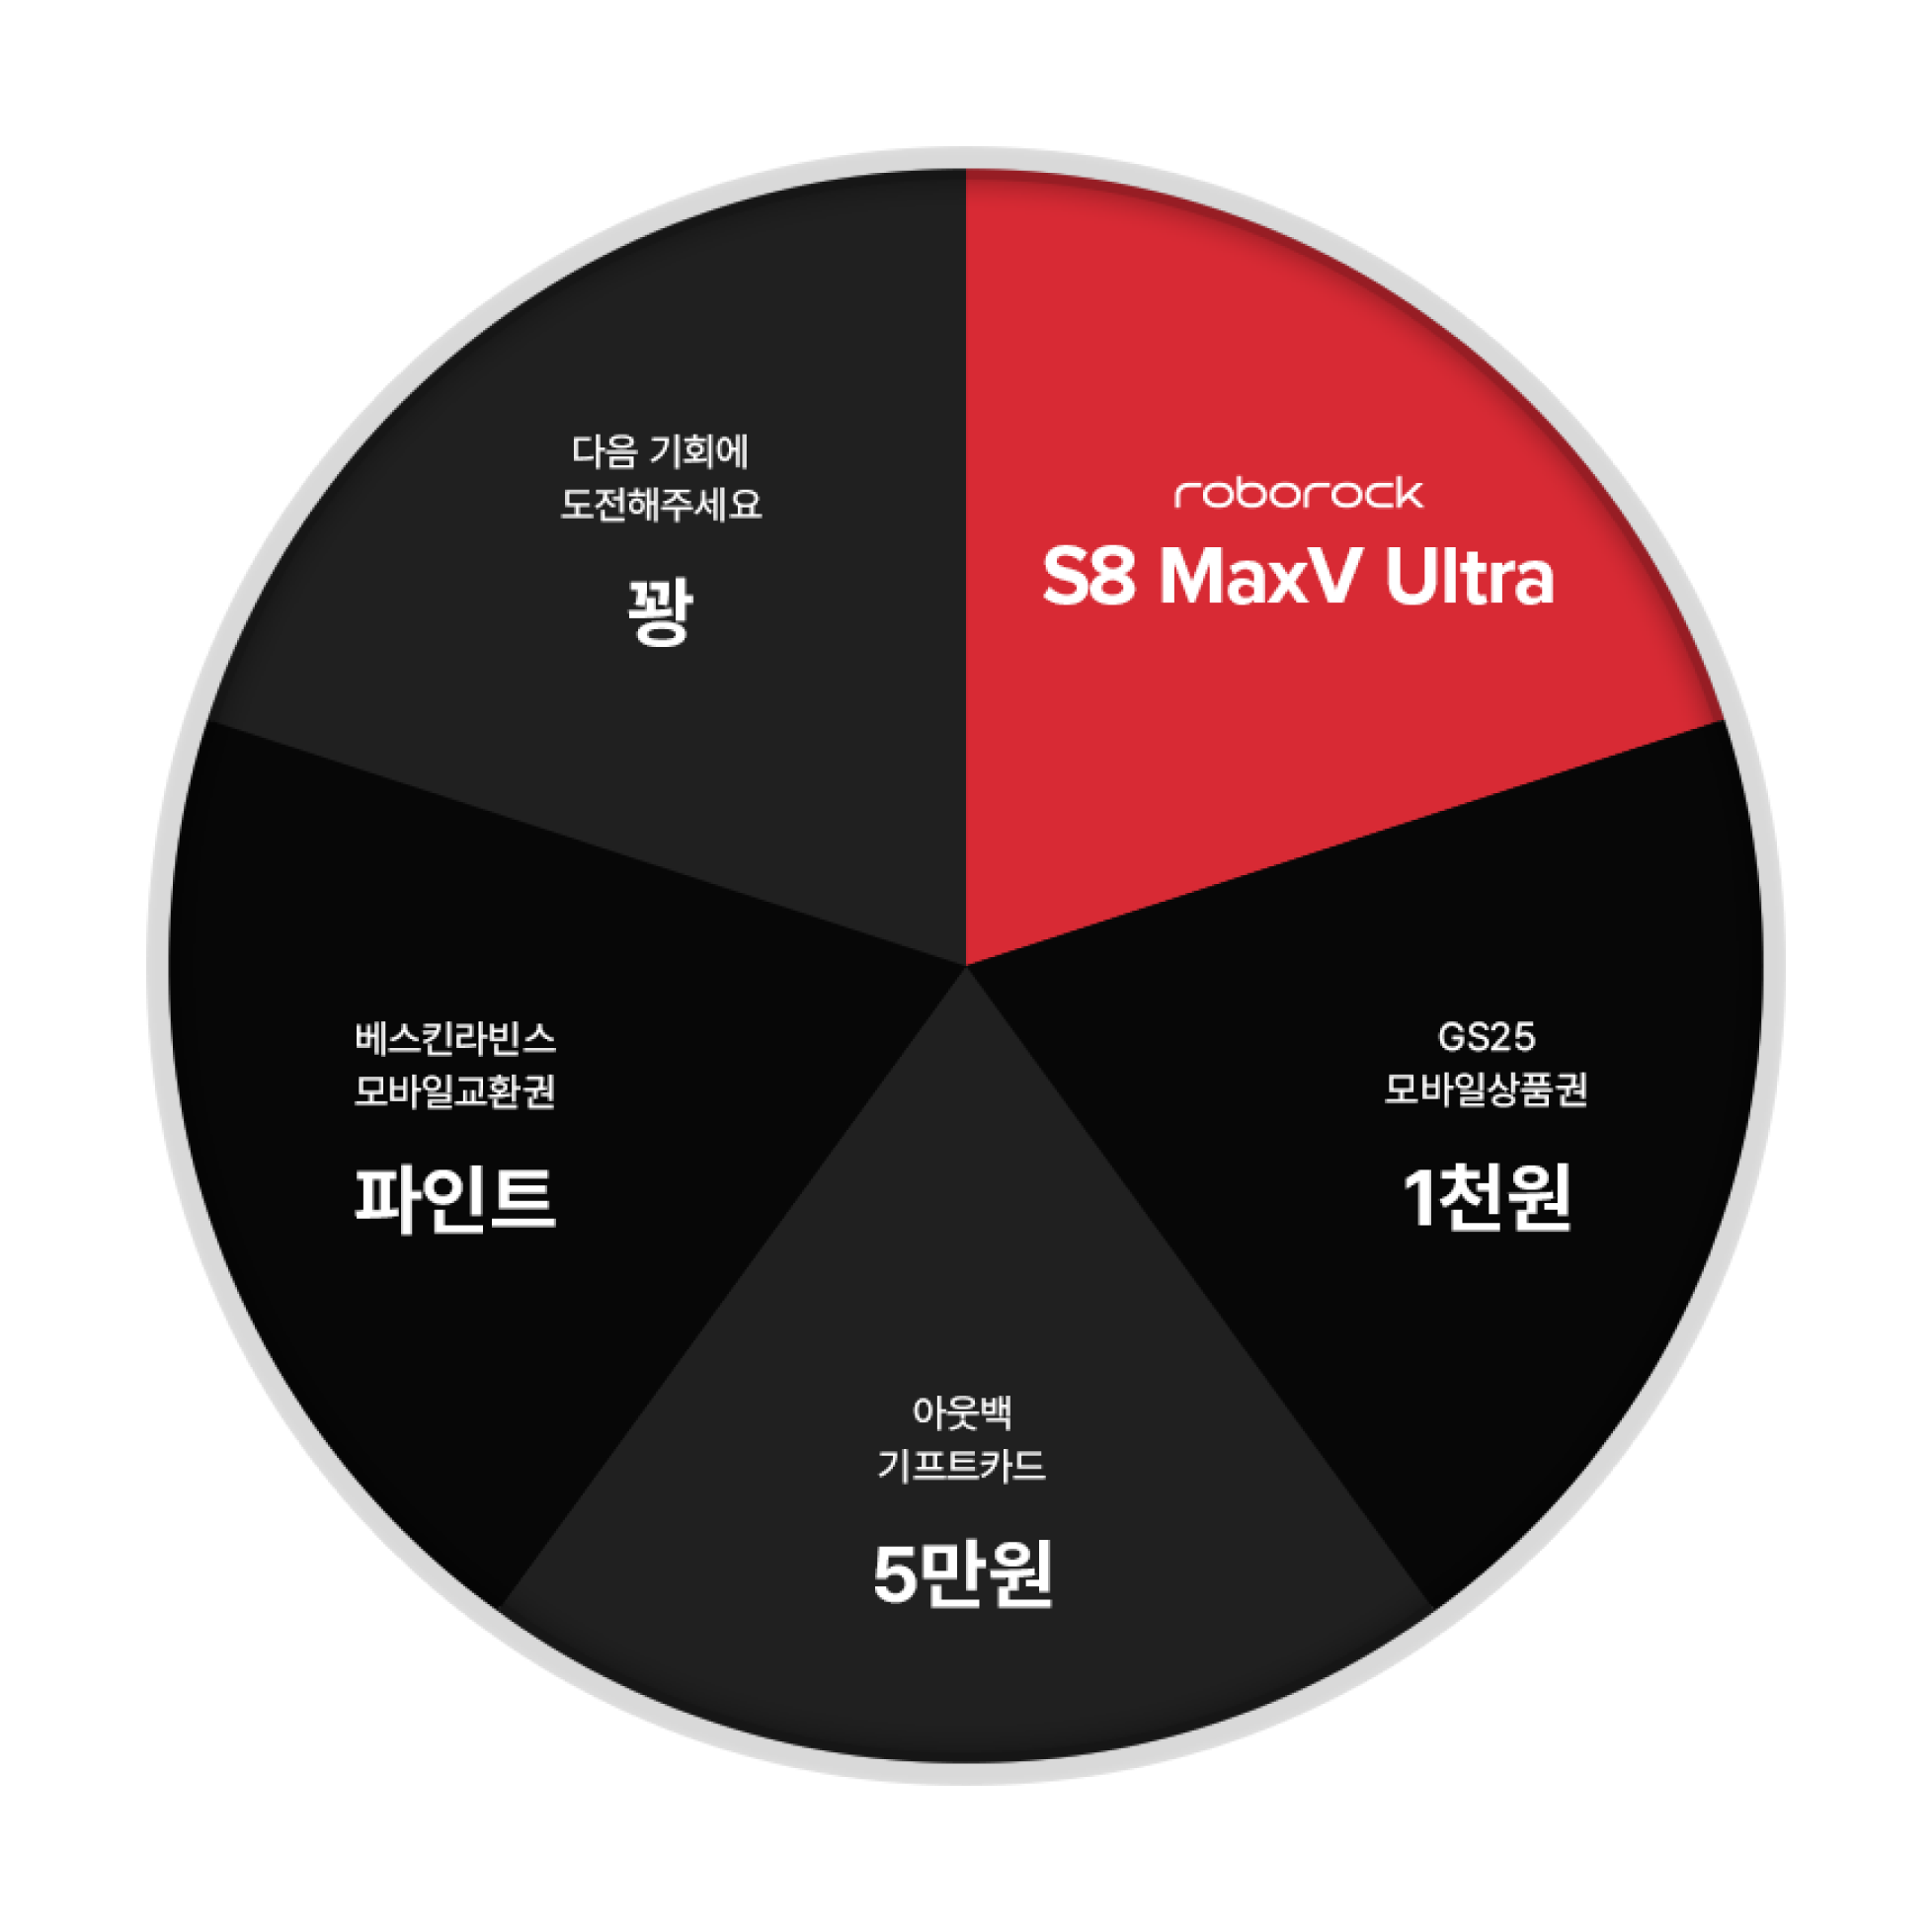 다음 기회에
도전해주세요
꽝
roborock
S8 MaxV Ultra
베스킨라빈스
모바일교환권
파인트
GS25
모바일상품권
1천원
아웃백
기프트카드
5만원